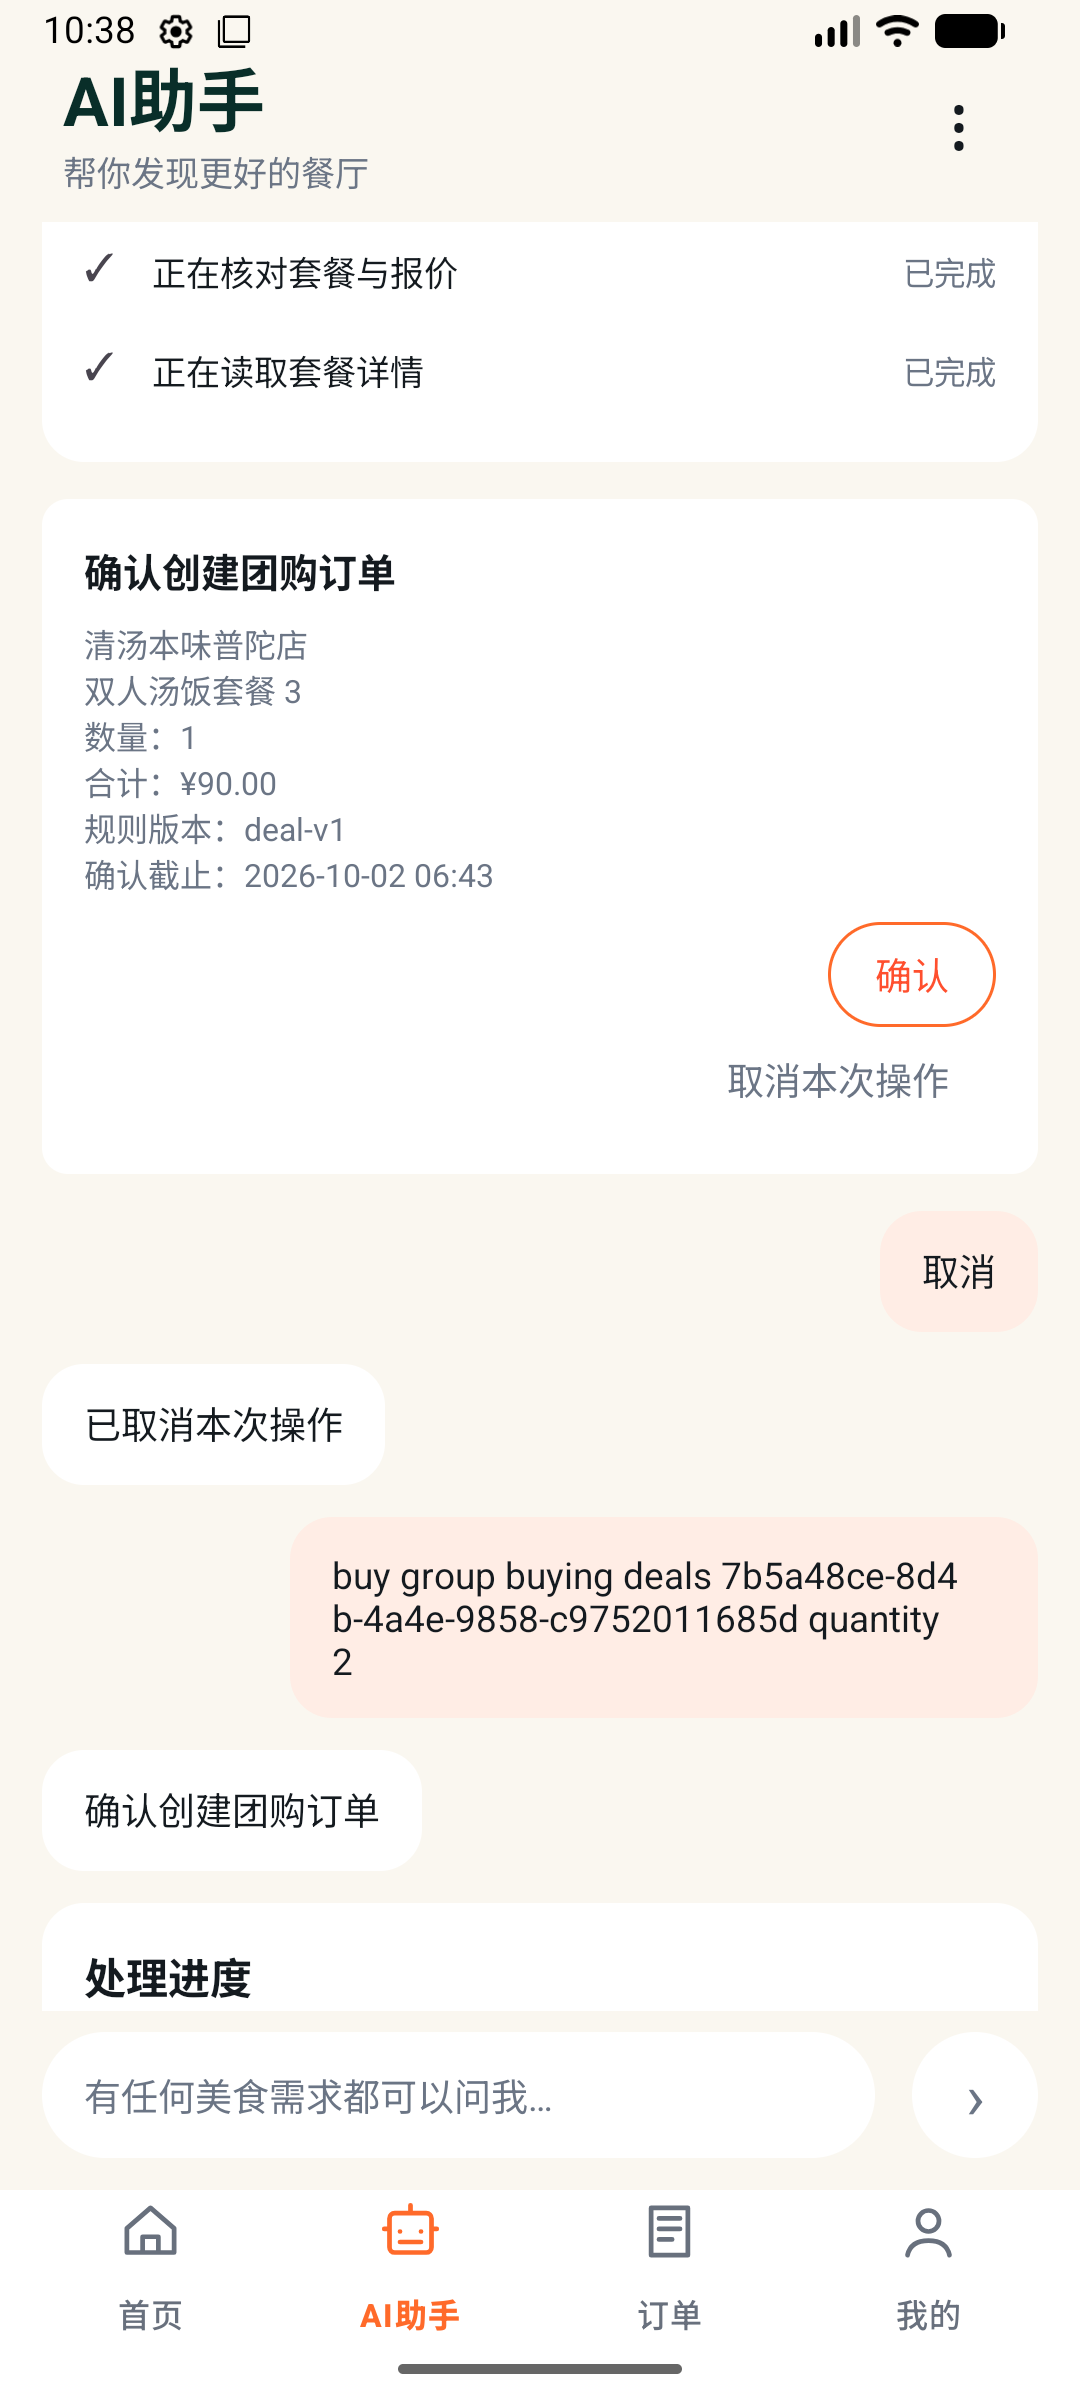 10:38
AI助手
帮你发现更好的餐厅
✓ 正在核对套餐与报价 已完成
✓ 正在读取套餐详情 已完成
确认创建团购订单
清汤本味普陀店
双人汤饭套餐 3
数量：1
合计：¥90.00
规则版本：deal-v1
确认截止：2026-10-02 06:43
确认
取消本次操作
取消
已取消本次操作
buy group buying deals 7b5a48ce-8d4
b-4a4e-9858-c9752011685d quantity
2
确认创建团购订单
处理进度
有任何美食需求都可以问我...
首页 AI助手 订单 我的